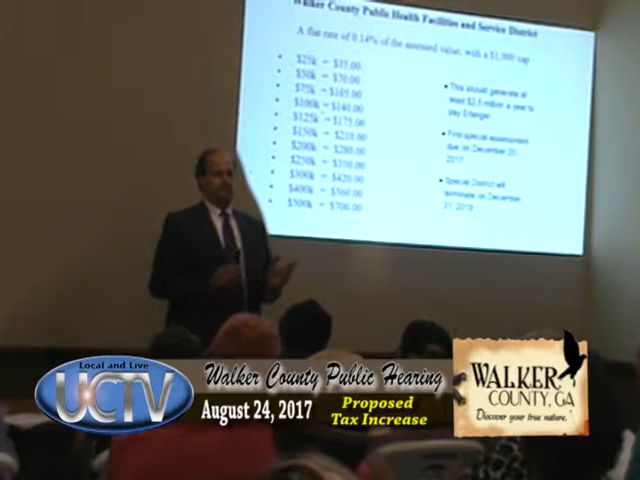 Walker County Public Health Facilities and Service District
A flat rate of 0.14% of the assessed value, with a $1,000 cap
$25k = $35.00
$50k = $70.00
$75k = $105.00
$100k = $140.00
$125k = $175.00
$150k = $210.00
$200k = $280.00
$250k = $350.00
$300k = $420.00
$400k = $560.00
$500k = $700.00
This should generate at
least $2.5 million a year to
pay Erlanger
First special assessment
due on December 20,
2017
Special District will
terminate on December
Local and Live
UCTV
Walker County Public Hearing
August 24, 2017
Proposed
Tax Increase
WALKER
COUNTY, GA
Discover your true nature.